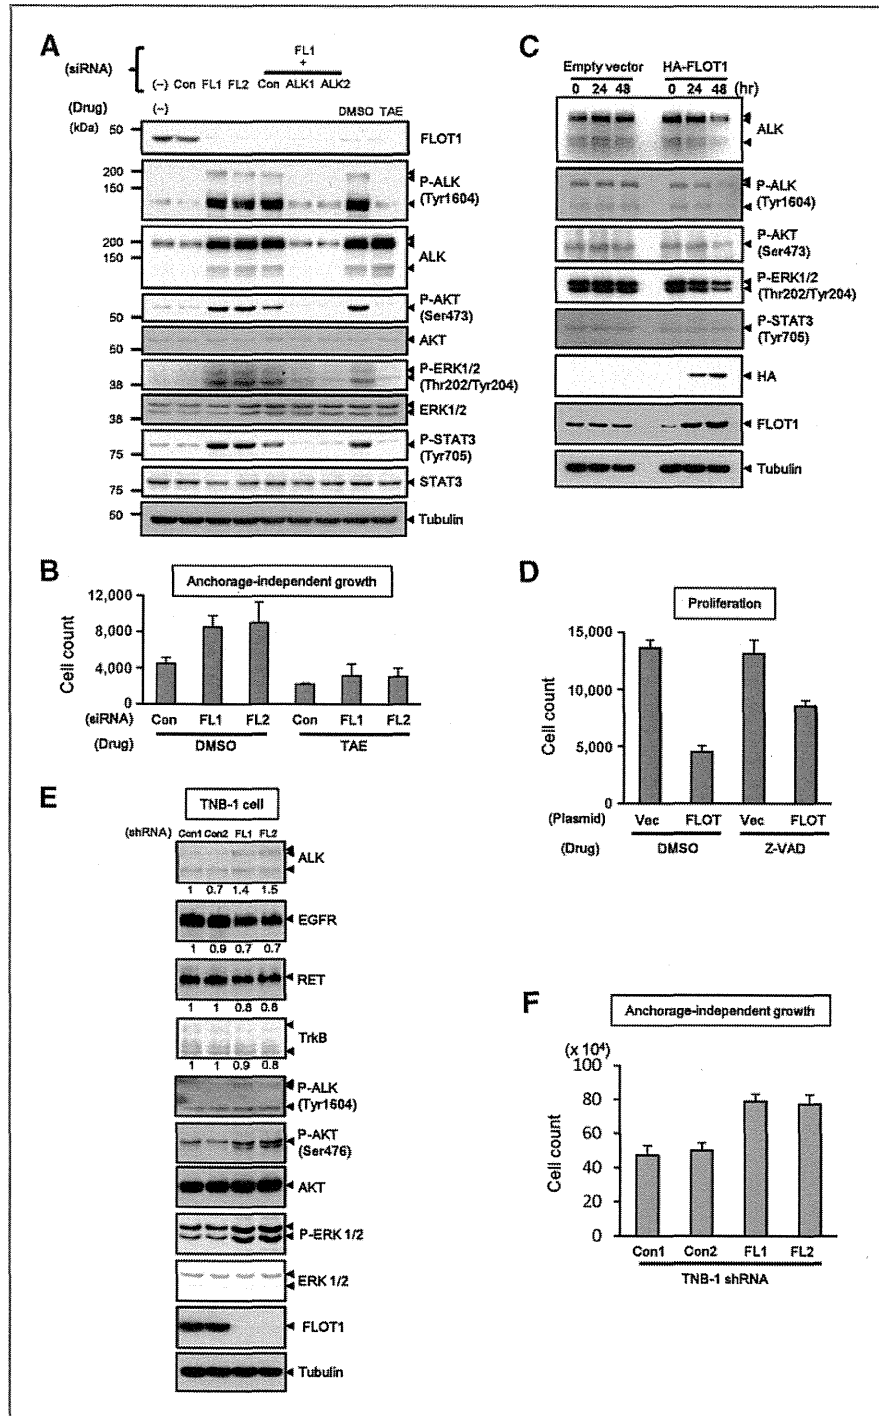 A
FL1
+
(siRNA)
(-) Con FL1 FL2 Con ALK1 ALK2
(Drug) (-) DMSO TAE
(kDa)
50 FLOT1
200
150
P-ALK
(Tyr1604)
200
150
ALK
50
P-AKT
(Ser473)
50
AKT
38
P-ERK1/2
(Thr202/Tyr204)
38
ERK1/2
75
P-STAT3
(Tyr705)
75
STAT3
50
Tubulin
B
Anchorage-independent growth
12,000
8,000
4,000
0
Cell count
(siRNA) Con FL1 FL2 Con FL1 FL2
(Drug) DMSO TAE
C
Empty vector HA-FLOT1
0 24 48 0 24 48 (hr)
ALK
P-ALK
(Tyr1604)
P-AKT
(Ser473)
P-ERK1/2
(Thr202/Tyr204)
P-STAT3
(Tyr705)
HA
FLOT1
Tubulin
D
Proliferation
15,000
10,000
5,000
0
Cell count
(Plasmid) Vec FLOT Vec FLOT
(Drug) DMSO Z-VAD
E
TNB-1 cell
(shRNA) Con1 Con2 FL1 FL2
ALK
1 0.7 1.4 1.5
EGFR
1 0.9 0.7 0.7
RET
1 1 0.8 0.8
TrkB
1 1 0.9 0.8
P-ALK
(Tyr1604)
P-AKT
(Ser476)
AKT
P-ERK1/2
ERK1/2
FLOT1
Tubulin
F
Anchorage-independent growth
(x 10⁴)
100
80
60
40
20
0
Cell count
Con1 Con2 FL1 FL2
TNB-1 shRNA